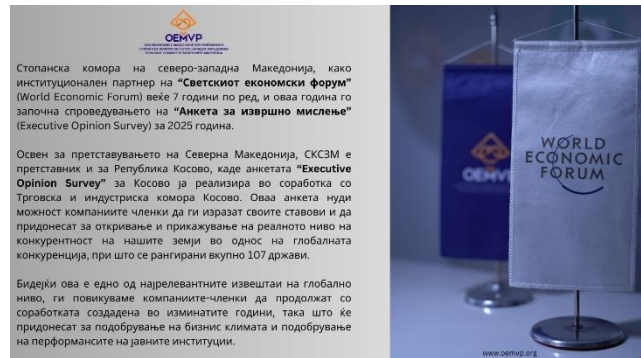 OEMVP
Стопанска комора на северо-западна Македонија, како
институционален партнер на “Светскиот економски форум”
(World Economic Forum) веќе 7 години по ред, и оваа година го
започна спроведувањето на “Анкета за извршно мислење”
(Executive Opinion Survey) за 2025 година.
Освен за претставувањето на Северна Македонија, СКСЗМ е
претставник и за Република Косово, каде анкетата “Executive
Opinion Survey” за Косово ја реализира во соработка со
Трговска и индустриска комора Косово. Оваа анкета нуди
можност компаниите членки да ги изразат своите ставови и да
придонесат за откривање и прикажување на реалното ниво на
конкурентност на нашите земји во однос на глобалната
конкуренција, при што се рангирани вкупно 107 држави.
Бидејќи ова е едно од најрелевантните извештаи на глобално
ниво, ги повикуваме компаниите-членки да продолжат со
соработката создадена во изминатите години, така што ќе
придонесат за подобрување на бизнис климата и подобрување
на перформансите на јавните институции.
OEMVP
WORLD
ECONOMIC
FORUM
www.oemvp.org